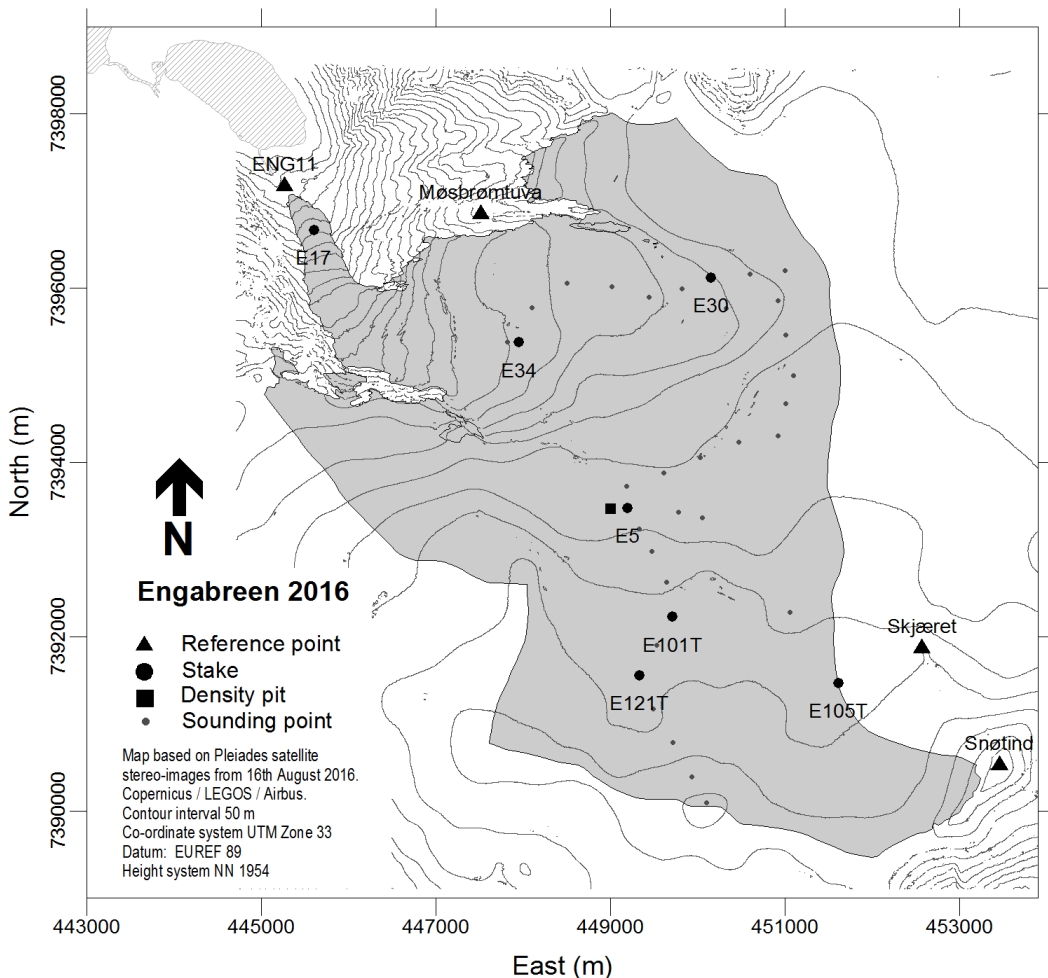 ENG11
Møsbrømtuva
E17
E30
E34
E5
E101T
E121T
E105T
Skjæret
Snøtind
N
Engabreen 2016
Reference point
Stake
Density pit
Sounding point
Map based on Pleiades satellite
stereo-images from 16th August 2016.
Copernicus / LEGOS / Airbus.
Contour interval 50 m
Co-ordinate system UTM Zone 33
Datum: EUREF 89
Height system NN 1954
North (m)
7398000
7396000
7394000
7392000
7390000
443000
445000
447000
449000
451000
453000
East (m)